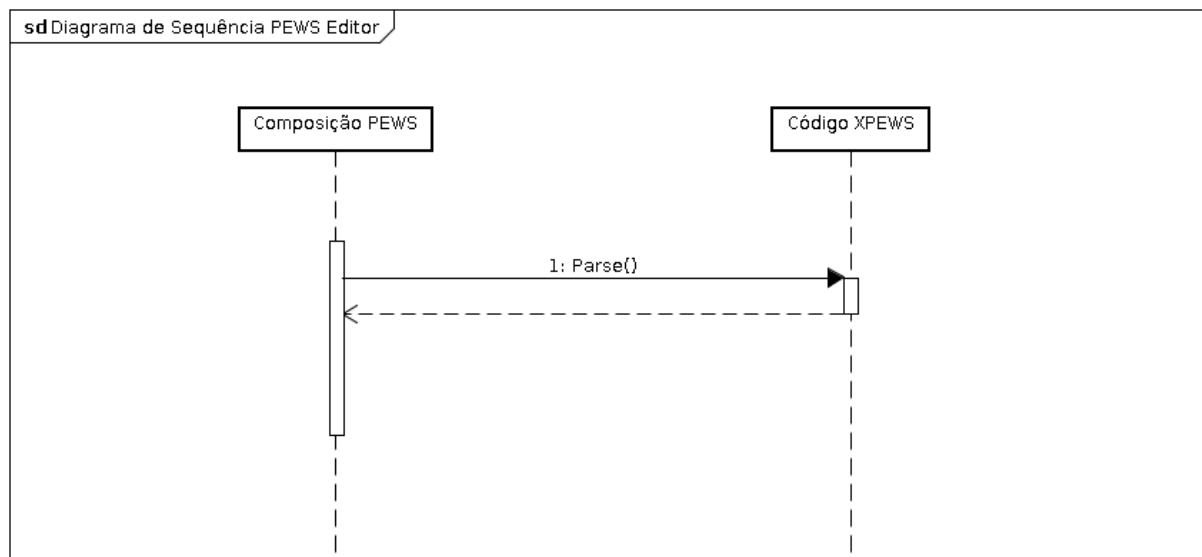 sd Diagrama de Sequência PEWS Editor
Composição PEWS
Código XPEWS
1: Parse()